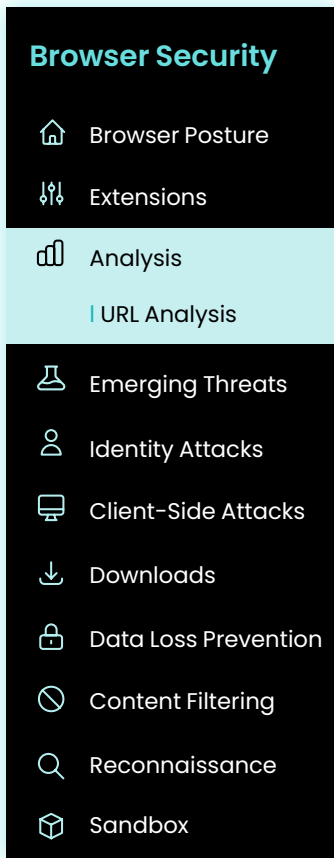 Browser Security
Browser Posture
Extensions
Analysis
URL Analysis
Emerging Threats
Identity Attacks
Client-Side Attacks
Downloads
Data Loss Prevention
Content Filtering
Reconnaissance
Sandbox